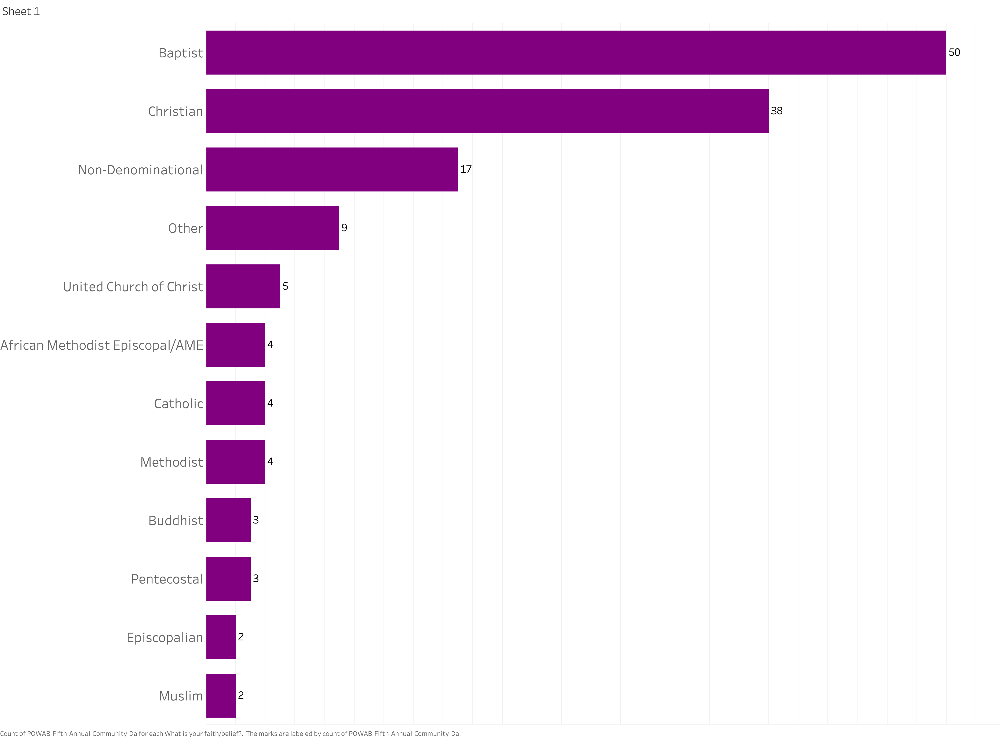 Sheet 1
Baptist 50
Christian 38
Non-Denominational 17
Other 9
United Church of Christ 5
African Methodist Episcopal/AME 4
Catholic 4
Methodist 4
Buddhist 3
Pentecostal 3
Episcopalian 2
Muslim 2
Count of POWAB-Fifth-Annual-Community-Da for each What is your faith/belief?. The marks are labeled by count of POWAB-Fifth-Annual-Community-Da.